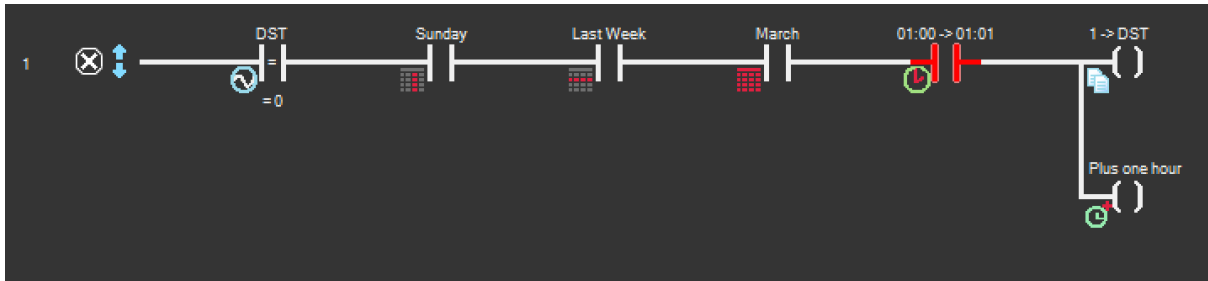 DST
Sunday
Last Week
March
01:00 -> 01:01
1 -> DST
1
=
= 0
Plus one hour